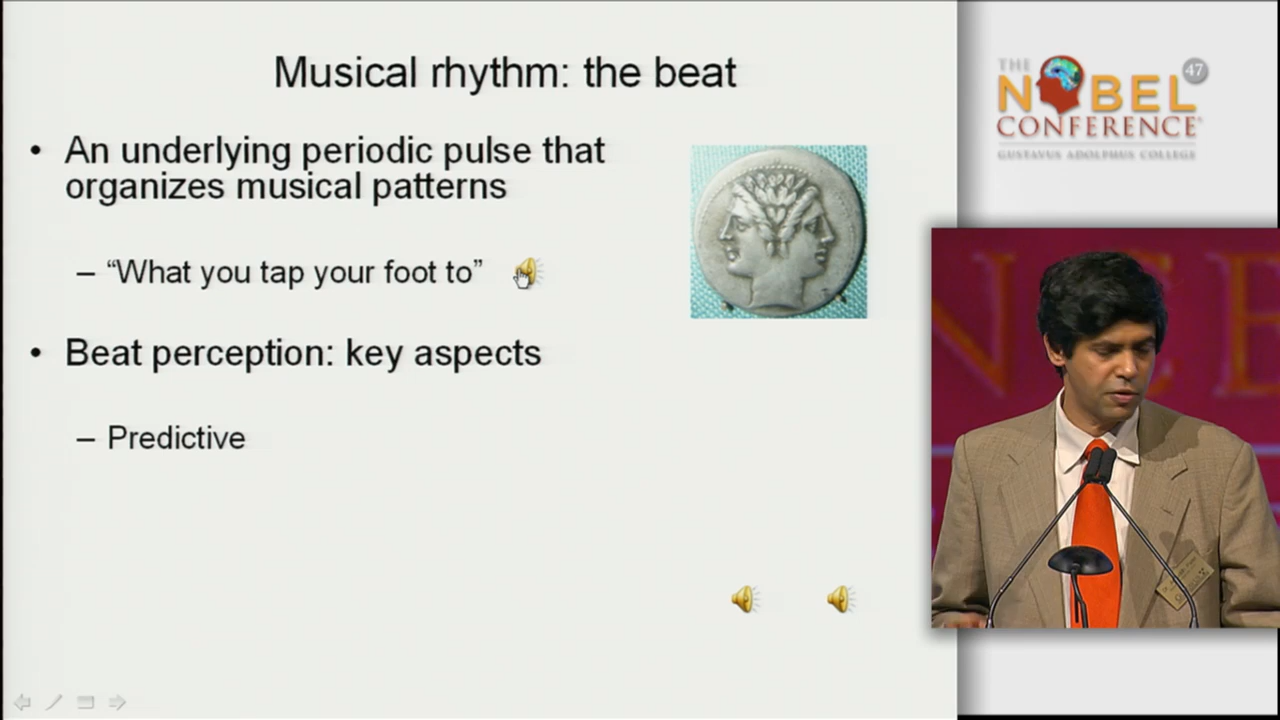 Musical rhythm: the beat
• An underlying periodic pulse that
organizes musical patterns
– “What you tap your foot to”
• Beat perception: key aspects
– Predictive
THE
NOBEL 47
CONFERENCE
GUSTAVUS ADOLPHUS COLLEGE